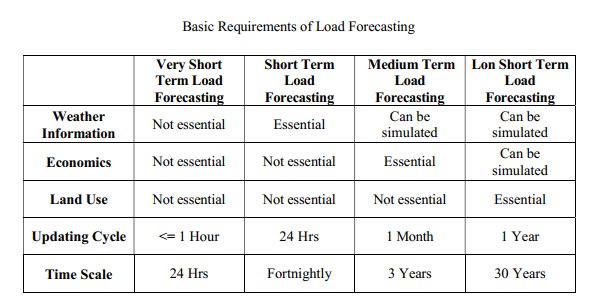 Basic Requirements of Load Forecasting
Very Short Term Load Forecasting | Short Term Load Forecasting | Medium Term Load Forecasting | Lon Short Term Load Forecasting
Weather Information | Not essential | Essential | Can be simulated | Can be simulated
Economics | Not essential | Not essential | Essential | Can be simulated
Land Use | Not essential | Not essential | Not essential | Essential
Updating Cycle | <= 1 Hour | 24 Hrs | 1 Month | 1 Year
Time Scale | 24 Hrs | Fortnightly | 3 Years | 30 Years